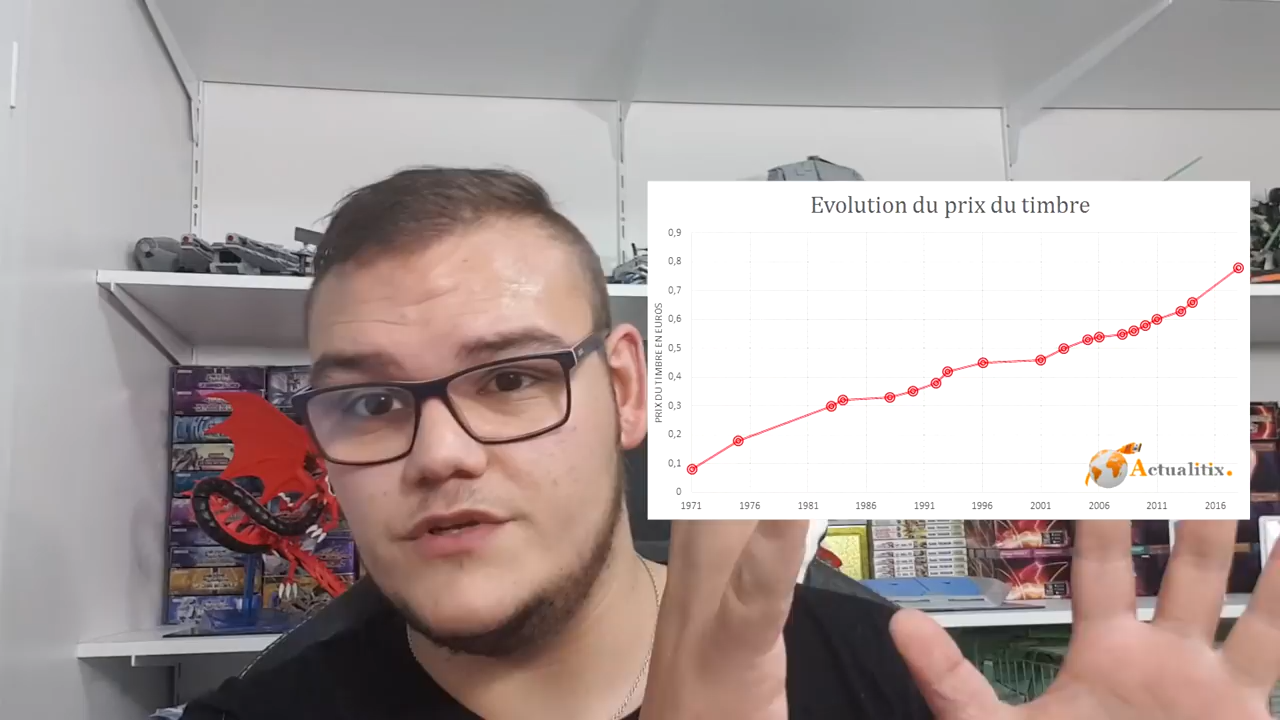 Evolution du prix du timbre
PRIX DU TIMBRE EN EUROS
0,9
0,8
0,7
0,6
0,5
0,4
0,3
0,2
0,1
0
1971 1976 1981 1986 1991 1996 2001 2006 2011 2016
Actualitix.